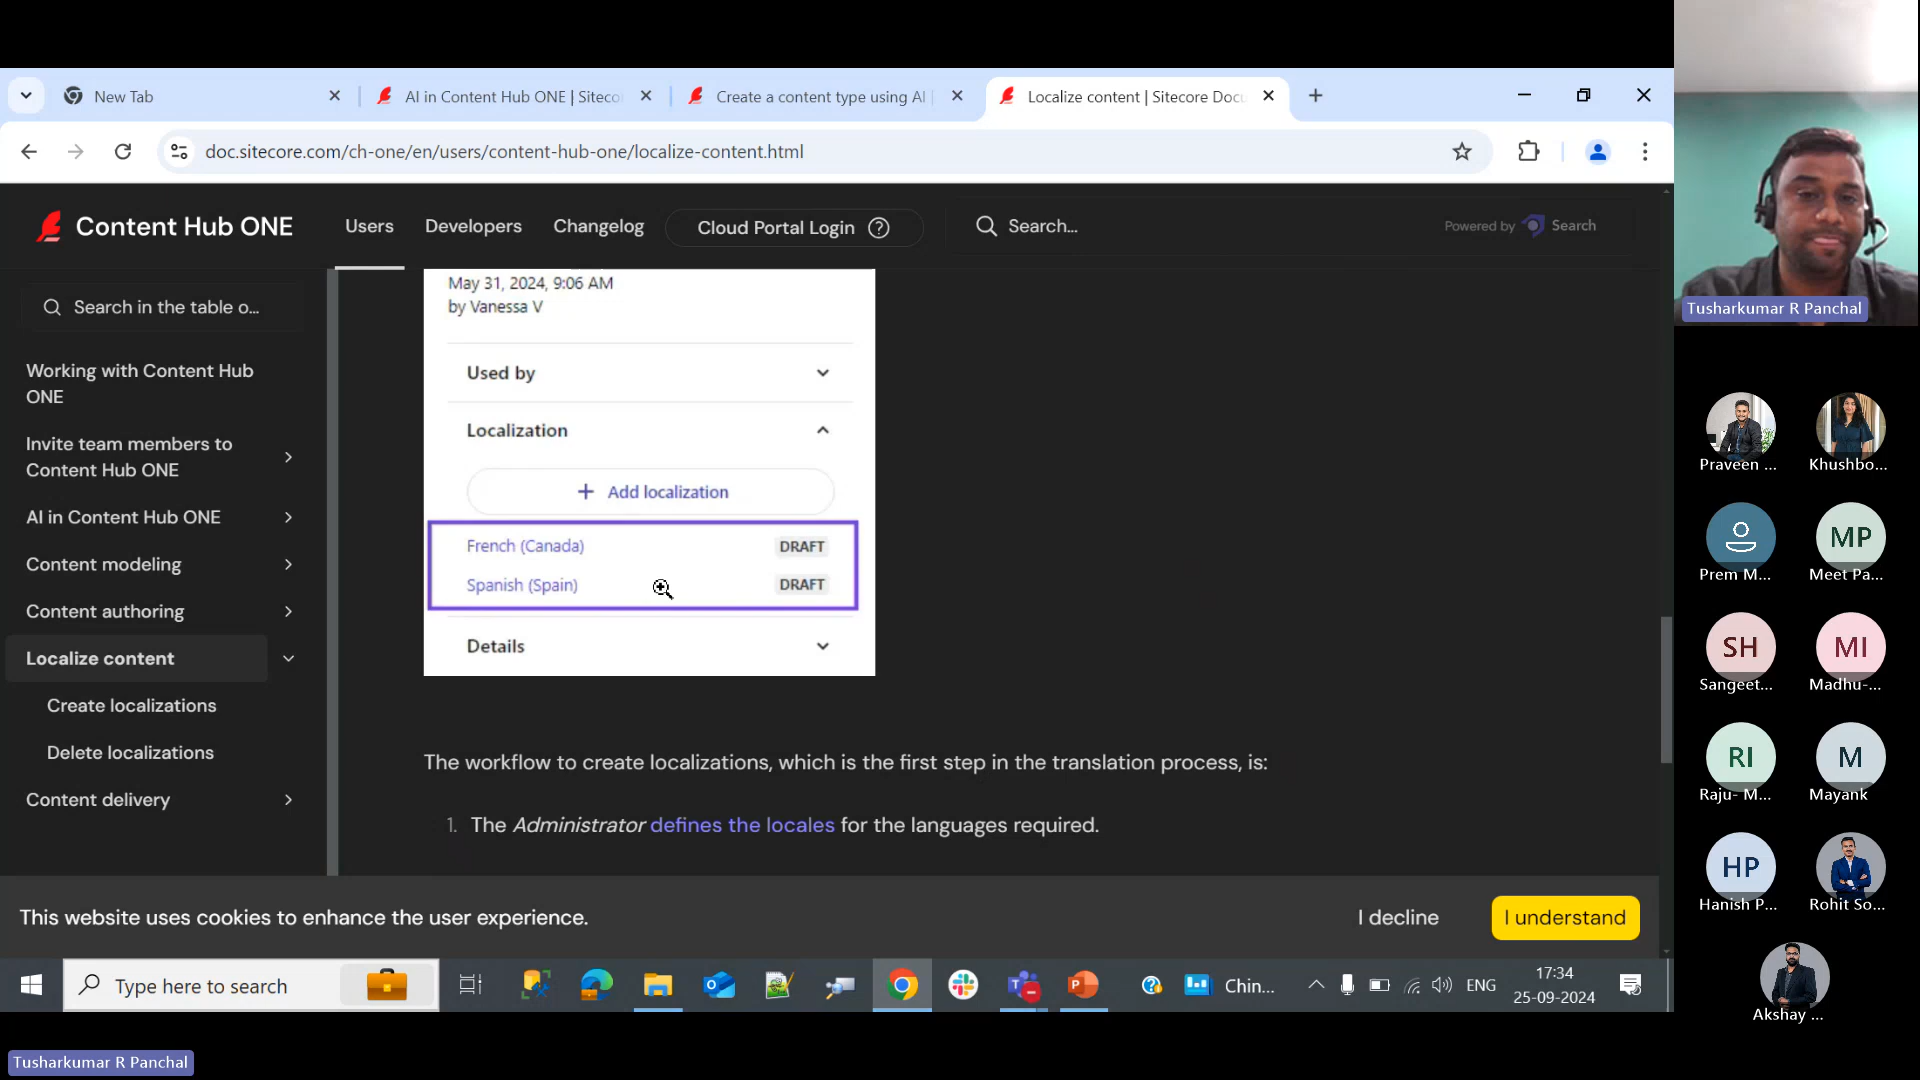 New Tab
AI in Content Hub ONE | Siteco
Create a content type using AI |
Localize content | Sitecore Docu
doc.sitecore.com/ch-one/en/users/content-hub-one/localize-content.html
Content Hub ONE
Users
Developers
Changelog
Cloud Portal Login
Search...
Powered by
Search
Search in the table o...
Working with Content Hub
ONE
Invite team members to
Content Hub ONE
AI in Content Hub ONE
Content modeling
Content authoring
Localize content
Create localizations
Delete localizations
Content delivery
May 31, 2024, 9:06 AM
by Vanessa V
Used by
Localization
+ Add localization
French (Canada) DRAFT
Spanish (Spain) DRAFT
Details
The workflow to create localizations, which is the first step in the translation process, is:
1. The Administrator defines the locales for the languages required.
This website uses cookies to enhance the user experience.
I decline
I understand
Type here to search
Chin...
ENG
17:34
25-09-2024
Tusharkumar R Panchal
Praveen ...
Khushbo...
Prem M...
MP
Meet Pa...
SH
Sangeet...
MI
Madhu-...
RI
Raju- M...
M
Mayank
HP
Hanish P...
Rohit So...
Akshay ...
Tusharkumar R Panchal